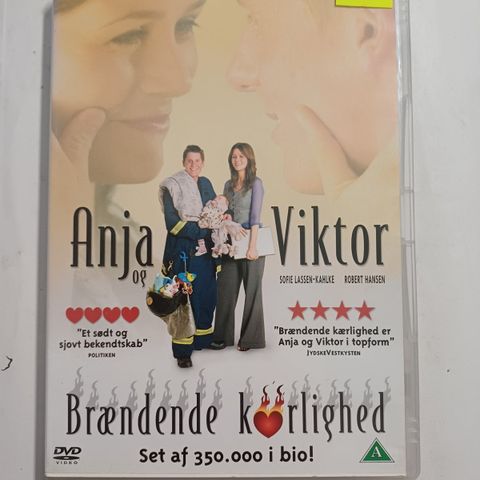 Anja
og
Viktor
SOFIE LASSEN-KAHLKE ROBERT HANSEN
"Et sødt og
sjovt bekendtskab"
POLITIKEN
"Brændende kærlighed er
Anja og Viktor i topform"
JYDSKEVESTKYSTEN
Brændende kærlighed
Set af 350.000 i bio!
DVD
VIDEO
A